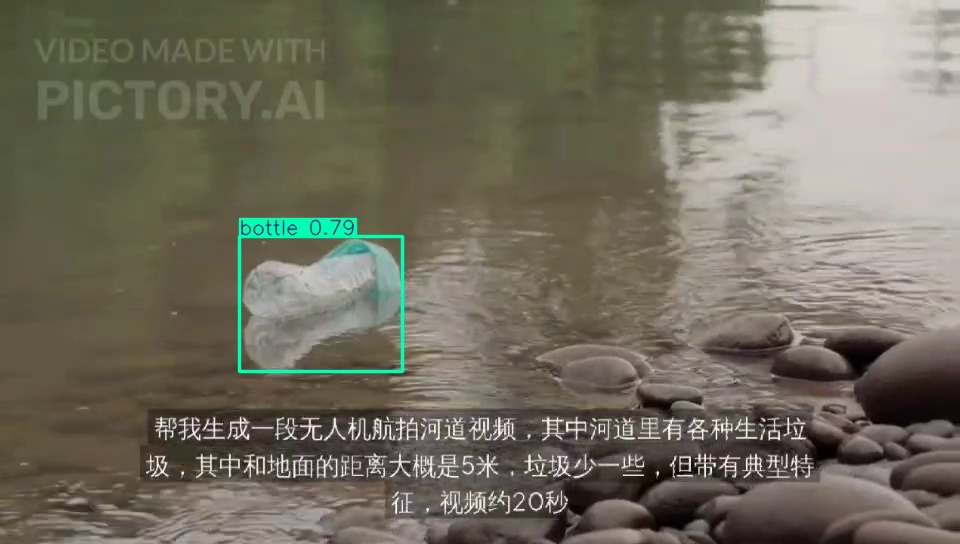 VIDEO MADE WITH
PICTORY.AI
bottle 0.79
帮我生成一段无人机航拍河道视频，其中河道里有各种生活垃
圾，其中和地面的距离大概是5米，垃圾少一些，但带有典型特
征，视频约20秒